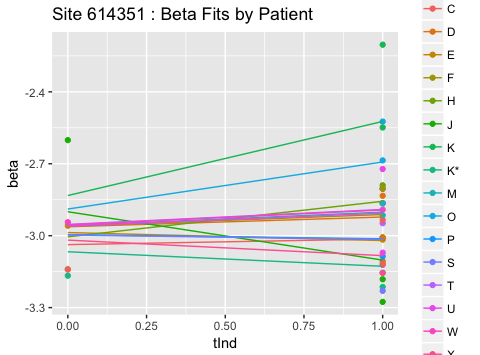 Site 614351 : Beta Fits by Patient
beta
-2.4
-2.7
-3.0
-3.3
0.00 0.25 0.50 0.75 1.00
tInd
C
D
E
F
H
J
K
K*
M
O
P
S
T
U
W